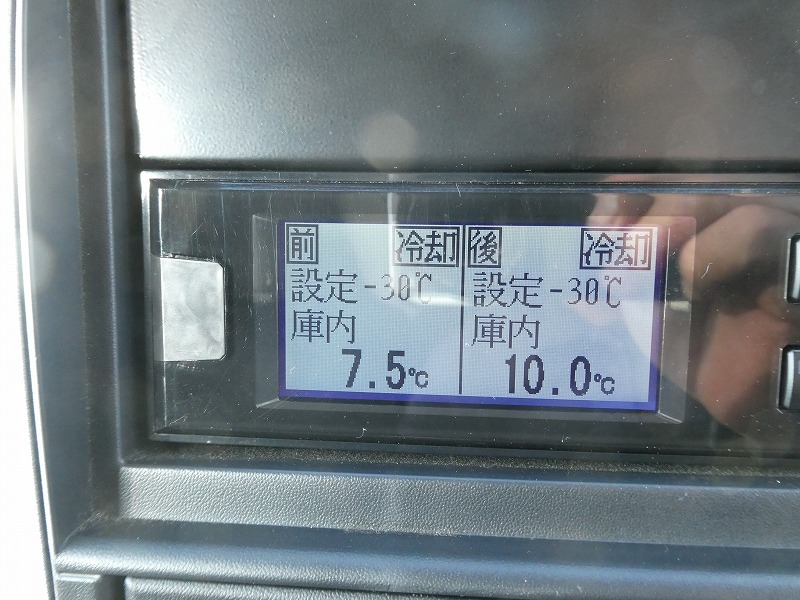 前 冷却
設定 -30℃
庫内
7.5℃
後 冷却
設定 -30℃
庫内
10.0℃